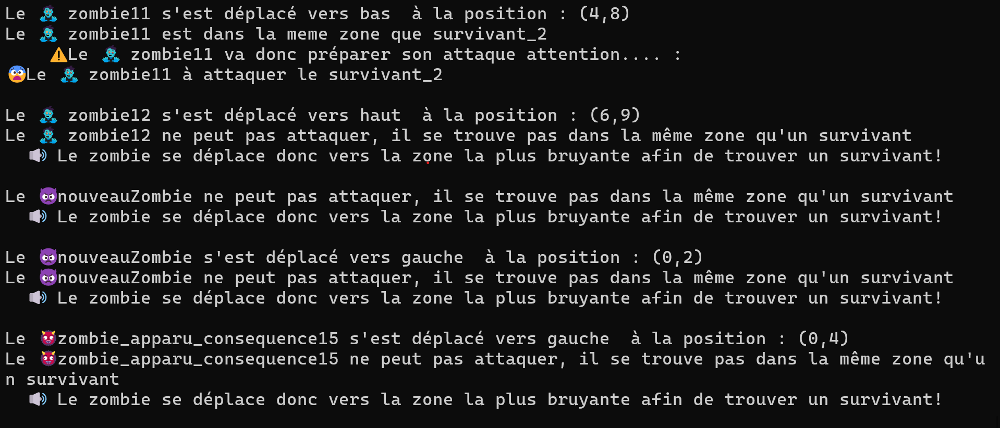 Le 🧟 zombie11 s'est déplacé vers bas  à la position : (4,8)
Le 🧟 zombie11 est dans la meme zone que survivant_2
⚠️Le 🧟 zombie11 va donc préparer son attaque attention.... :
😨Le 🧟 zombie11 à attaquer le survivant_2
Le 🧟 zombie12 s'est déplacé vers haut  à la position : (6,9)
Le 🧟 zombie12 ne peut pas attaquer, il se trouve pas dans la même zone qu'un survivant
🔊 Le zombie se déplace donc vers la zone la plus bruyante afin de trouver un survivant!
Le 👿nouveauZombie ne peut pas attaquer, il se trouve pas dans la même zone qu'un survivant
🔊 Le zombie se déplace donc vers la zone la plus bruyante afin de trouver un survivant!
Le 👿nouveauZombie s'est déplacé vers gauche  à la position : (0,2)
Le 👿nouveauZombie ne peut pas attaquer, il se trouve pas dans la même zone qu'un survivant
🔊 Le zombie se déplace donc vers la zone la plus bruyante afin de trouver un survivant!
Le 👹zombie_apparu_consequence15 s'est déplacé vers gauche  à la position : (0,4)
Le 👹zombie_apparu_consequence15 ne peut pas attaquer, il se trouve pas dans la même zone qu'u
n survivant
🔊 Le zombie se déplace donc vers la zone la plus bruyante afin de trouver un survivant!